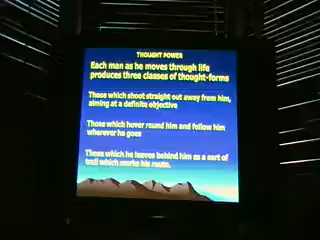 THOUGHT POWER
Each man as he moves through life
produces three classes of thought-forms
Those which shoot straight out away from him,
aiming at a definite objective
Those which hover round him and follow him
wherever he goes
Those which he leaves behind him as a sort of
trail which marks his route.